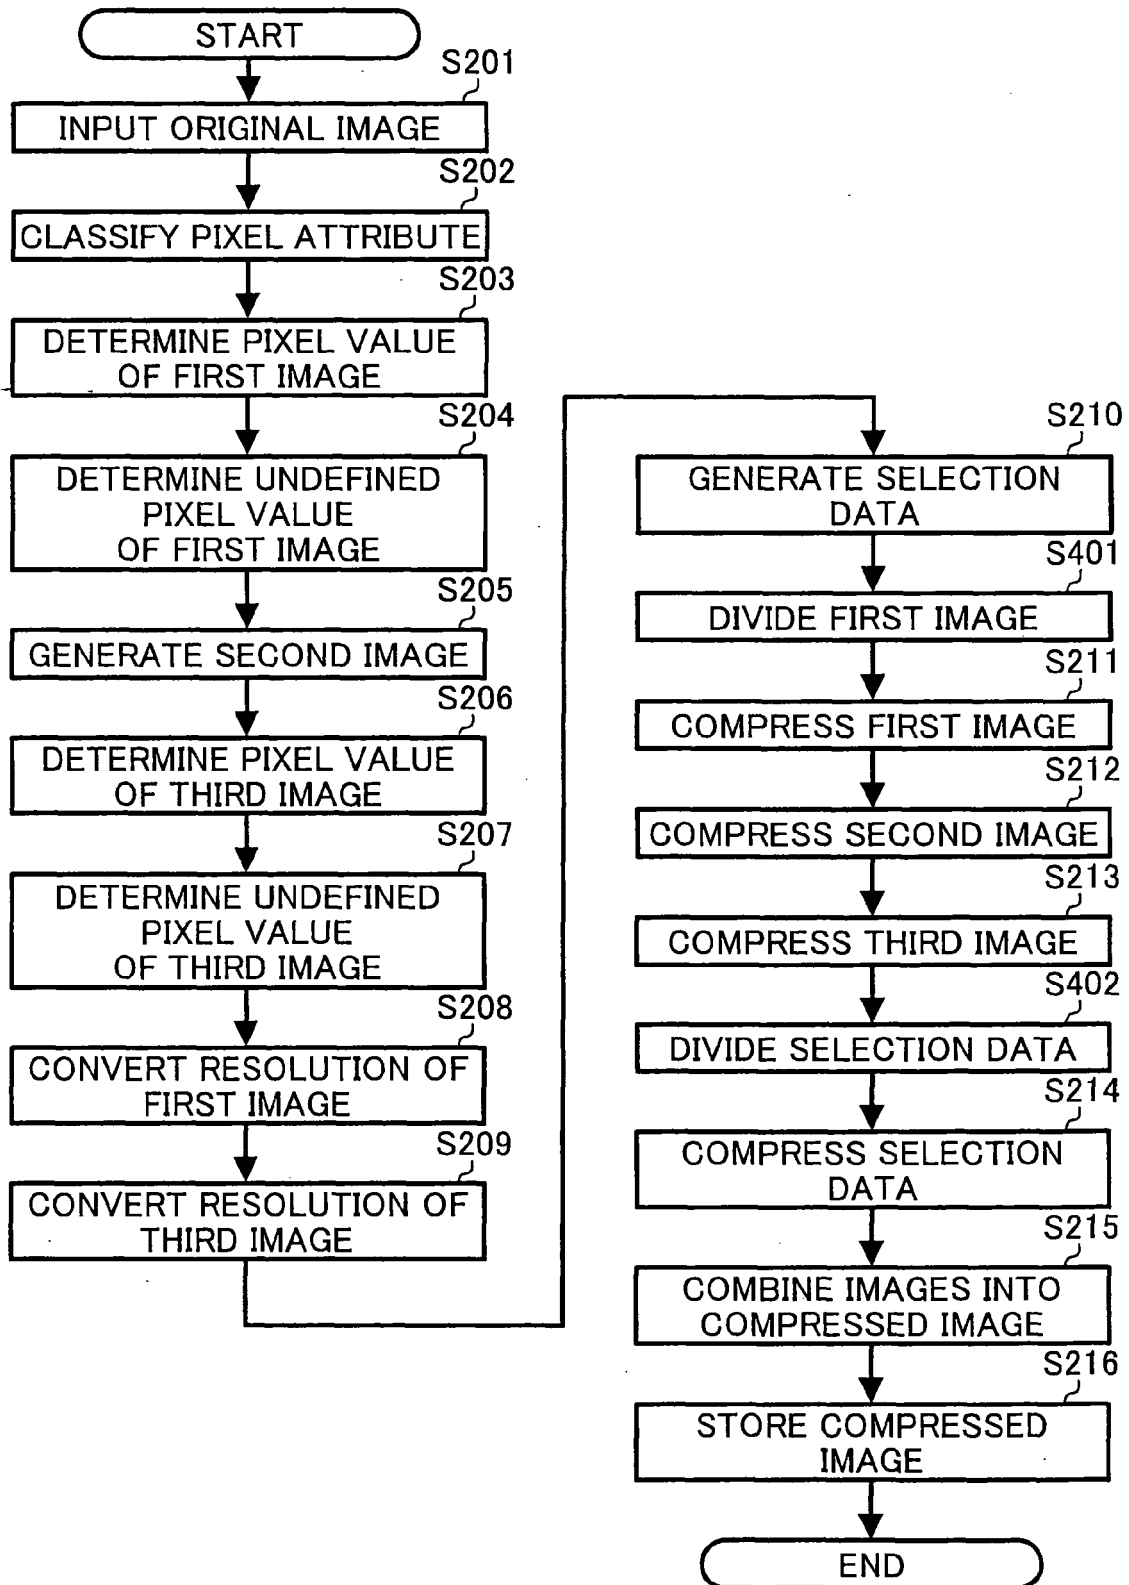 START
S201
INPUT ORIGINAL IMAGE
S202
CLASSIFY PIXEL ATTRIBUTE
S203
DETERMINE PIXEL VALUE
OF FIRST IMAGE
S204
DETERMINE UNDEFINED
PIXEL VALUE
OF FIRST IMAGE
S205
GENERATE SECOND IMAGE
S206
DETERMINE PIXEL VALUE
OF THIRD IMAGE
S207
DETERMINE UNDEFINED
PIXEL VALUE
OF THIRD IMAGE
S208
CONVERT RESOLUTION OF
FIRST IMAGE
S209
CONVERT RESOLUTION OF
THIRD IMAGE
S210
GENERATE SELECTION
DATA
S401
DIVIDE FIRST IMAGE
S211
COMPRESS FIRST IMAGE
S212
COMPRESS SECOND IMAGE
S213
COMPRESS THIRD IMAGE
S402
DIVIDE SELECTION DATA
S214
COMPRESS SELECTION
DATA
S215
COMBINE IMAGES INTO
COMPRESSED IMAGE
S216
STORE COMPRESSED
IMAGE
END